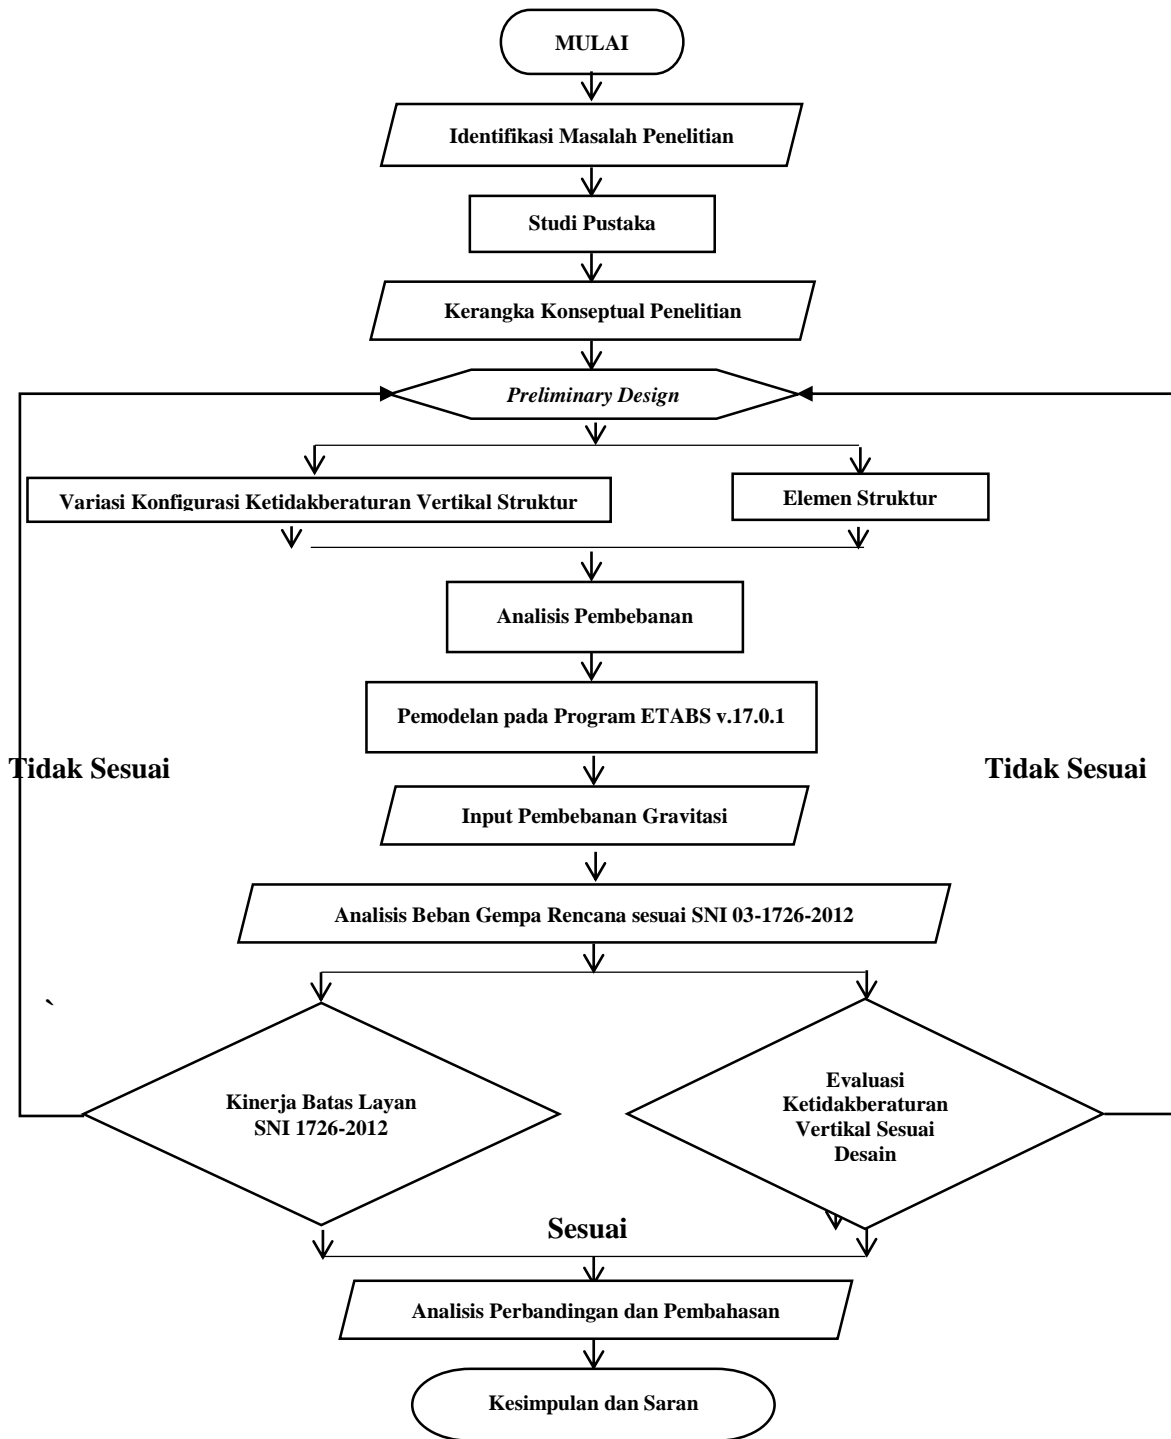 MULAI
Identifikasi Masalah Penelitian
Studi Pustaka
Kerangka Konseptual Penelitian
Preliminary Design
Variasi Konfigurasi Ketidakberaturan Vertikal Struktur
Elemen Struktur
Analisis Pembebanan
Pemodelan pada Program ETABS v.17.0.1
Tidak Sesuai
Tidak Sesuai
Input Pembebanan Gravitasi
Analisis Beban Gempa Rencana sesuai SNI 03-1726-2012
`
Kinerja Batas Layan
SNI 1726-2012
Evaluasi
Ketidakberaturan
Vertikal Sesuai
Desain
Sesuai
Analisis Perbandingan dan Pembahasan
Kesimpulan dan Saran